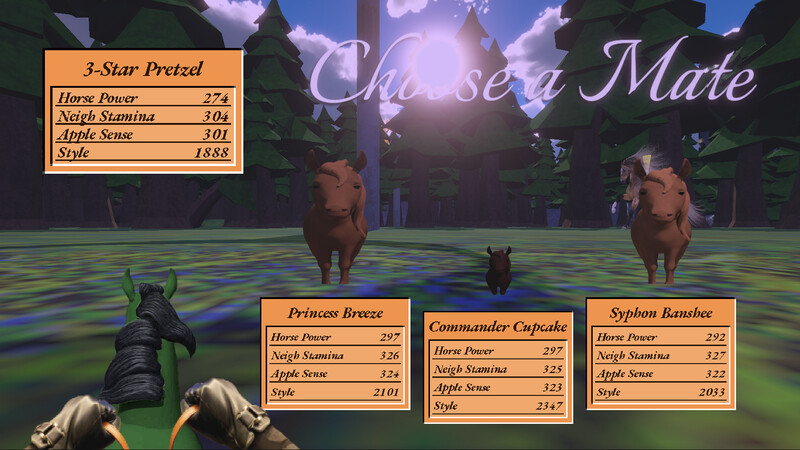 Choose a Mate
3-Star Pretzel
Horse Power 274
Neigh Stamina 304
Apple Sense 301
Style 1888
Princess Breeze
Horse Power 297
Neigh Stamina 326
Apple Sense 324
Style 2101
Commander Cupcake
Horse Power 297
Neigh Stamina 325
Apple Sense 323
Style 2347
Syphon Banshee
Horse Power 292
Neigh Stamina 327
Apple Sense 322
Style 2033